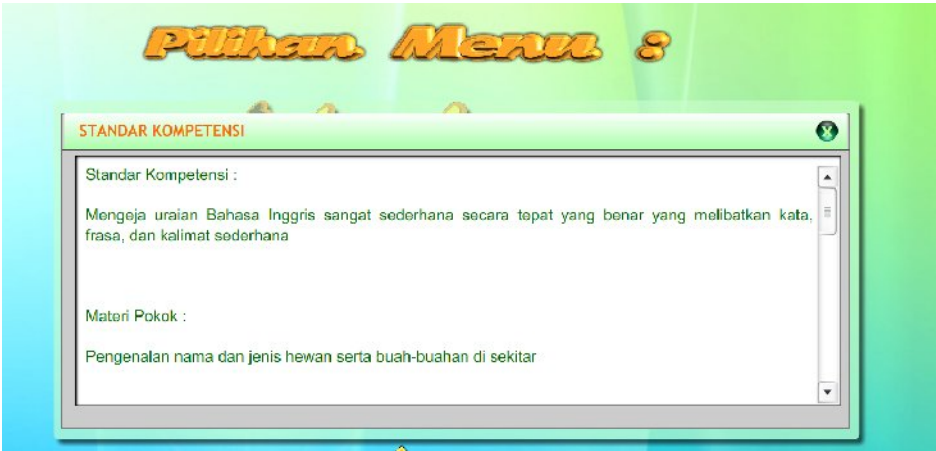 Pilihan Menu :
STANDAR KOMPETENSI
Standar Kompetensi :
Mengeja uraian Bahasa Inggris sangat sederhana secara tepat yang benar yang melibatkan kata,
frasa, dan kalimat sederhana
Materi Pokok :
Pengenalan nama dan jenis hewan serta buah-buahan di sekitar